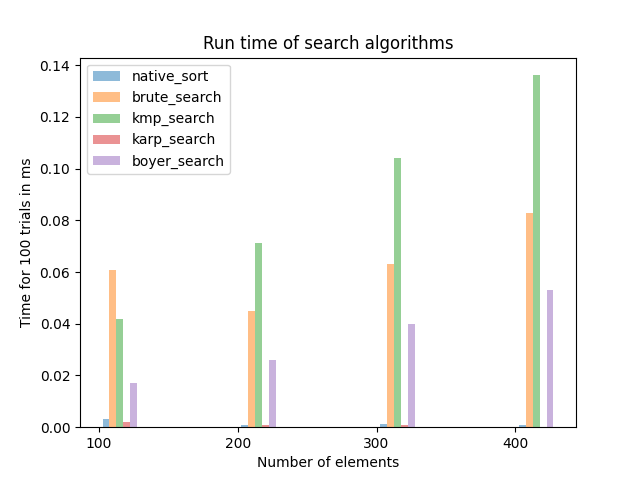 Run time of search algorithms
native_sort
brute_search
kmp_search
karp_search
boyer_search
Time for 100 trials in ms
0.14
0.12
0.10
0.08
0.06
0.04
0.02
0.00
100
200
300
400
Number of elements